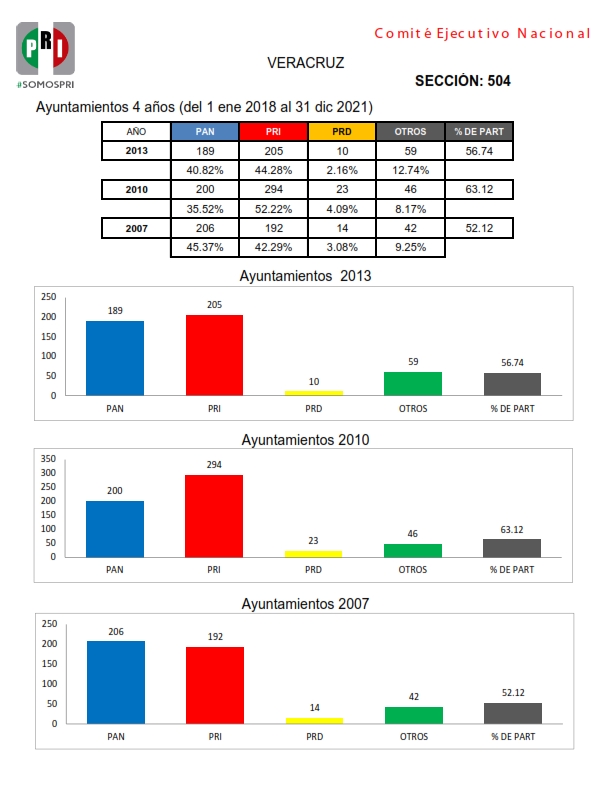 Comité Ejecutivo Nacional
PRI
#SOMOSPRI
VERACRUZ
SECCIÓN: 504
Ayuntamientos 4 años (del 1 ene 2018 al 31 dic 2021)
AÑO PAN PRI PRD OTROS % DE PART
2013 189 205 10 59 56.74
40.82% 44.28% 2.16% 12.74%
2010 200 294 23 46 63.12
35.52% 52.22% 4.09% 8.17%
2007 206 192 14 42 52.12
45.37% 42.29% 3.08% 9.25%
Ayuntamientos 2013
250
200
150
100
50
0
189 205 10 59 56.74
PAN PRI PRD OTROS % DE PART
Ayuntamientos 2010
350
300
250
200
150
100
50
0
200 294 23 46 63.12
PAN PRI PRD OTROS % DE PART
Ayuntamientos 2007
250
200
150
100
50
0
206 192 14 42 52.12
PAN PRI PRD OTROS % DE PART